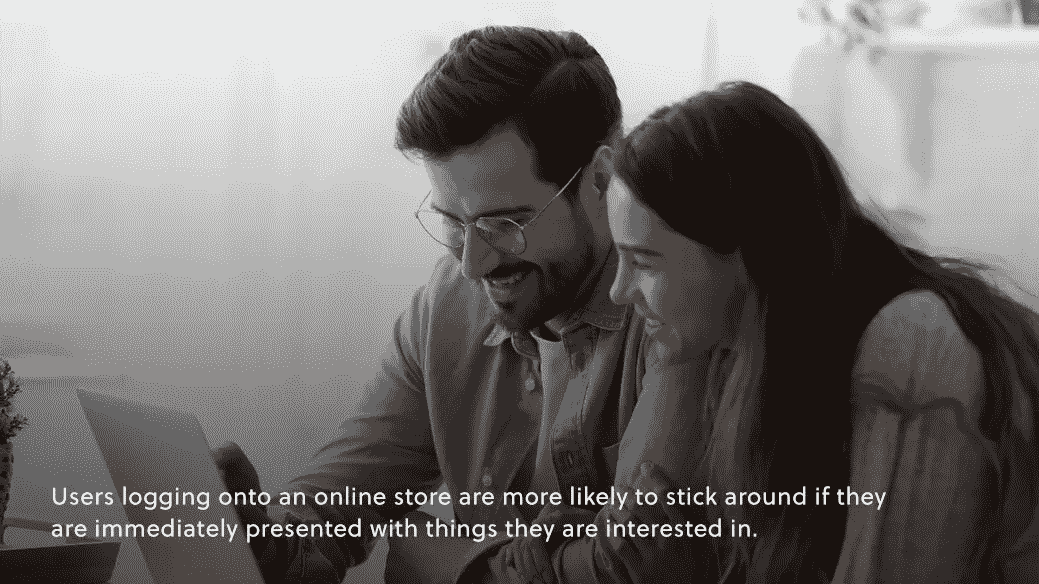 Users logging onto an online store are more likely to stick around if they
are immediately presented with things they are interested in.